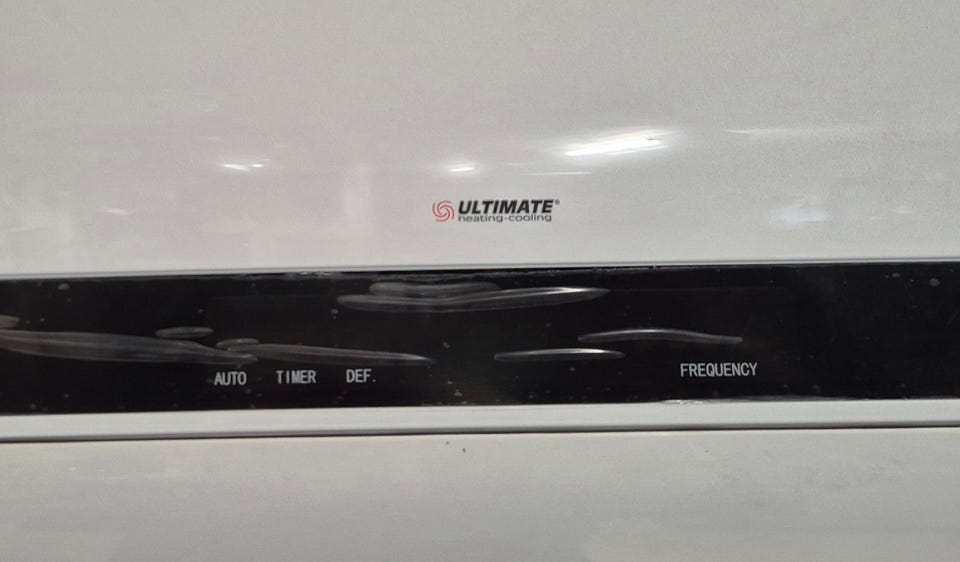 ULTIMATE®
heating-cooling
AUTO TIMER DEF. FREQUENCY